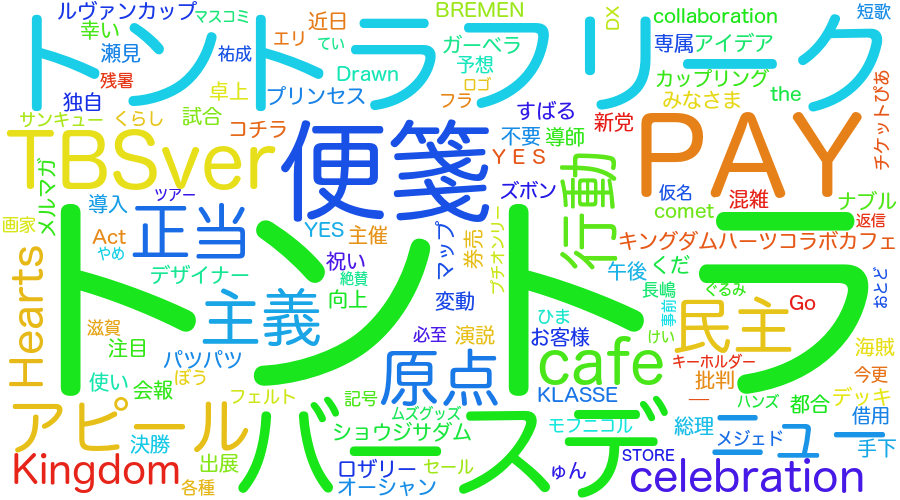 ルヴァンカップ
マスコミ
近日
BREMEN
DX
collaboration
短歌
幸い
エリ
てい
ガーベラ
専属
アイデア
瀬見
祐成
トントラフリーク
残暑
Drawn
予想
カップリング
独自
卓上
プリンセス
ロゴ
フラ
みなさま
the
チケットぴあ
サンキュー
くらし
試合
コチラ
すばる
新党
TBSver
便箋
不要
導師
PAY
YES
メルマガ
ツアー
ズボン
仮名
混雑
ナブル
導入
正当
行動
comet
返信
画家
Act
やめ
YES
主催
マップ
券売
プチオンリー
キングダムハーツコラボカフェ
祝い
絶賛
デザイナー
午後
くだ
おとど
Hearts
トントラ
主義
向上
変動
長嶋
ぐるみ
滋賀
注目
必至
演説
ひま
お客様
事前
けい
民主
Go
パツパツ
原点
cafe
キーホルダー
海賊
使い
会報
ぼう
批判
今更
フェルト
記号
KLASSE
一
ハンズ
都合
デッキ
アピール
バースデー
ムズグッズ
モフニコル
借用
決勝
ショウジサダム
総理
メジェド
ニュー
手下
Kingdom
出展
ロザリー
セール
STORE
各種
オーシャン
ゅん
celebration